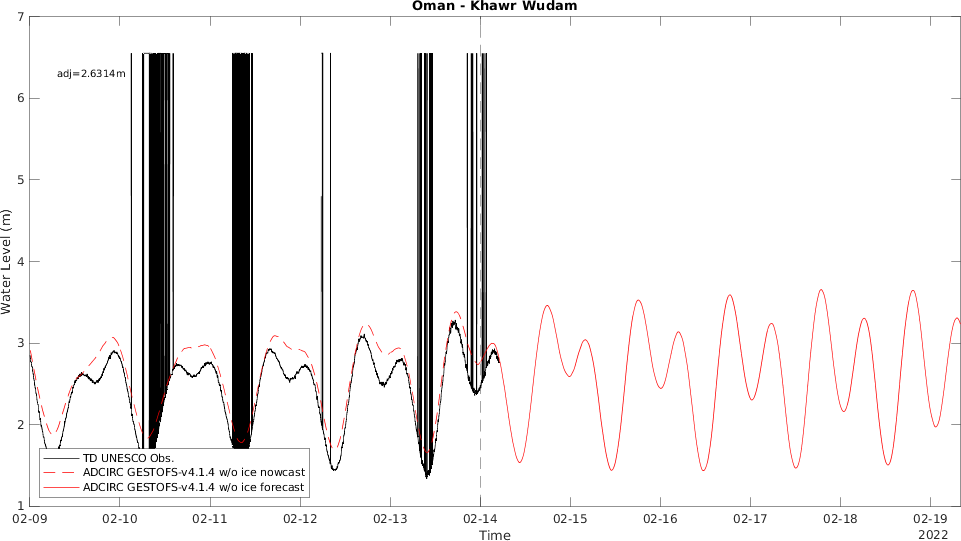 Oman - Khawr Wudam
adj=2.6314m
Water Level (m)
7
6
5
4
3
2
1
TD UNESCO Obs.
ADCIRC GESTOFS-v4.1.4 w/o ice nowcast
ADCIRC GESTOFS-v4.1.4 w/o ice forecast
02-09 02-10 02-11 02-12 02-13 02-14 02-15 02-16 02-17 02-18 02-19
Time
2022